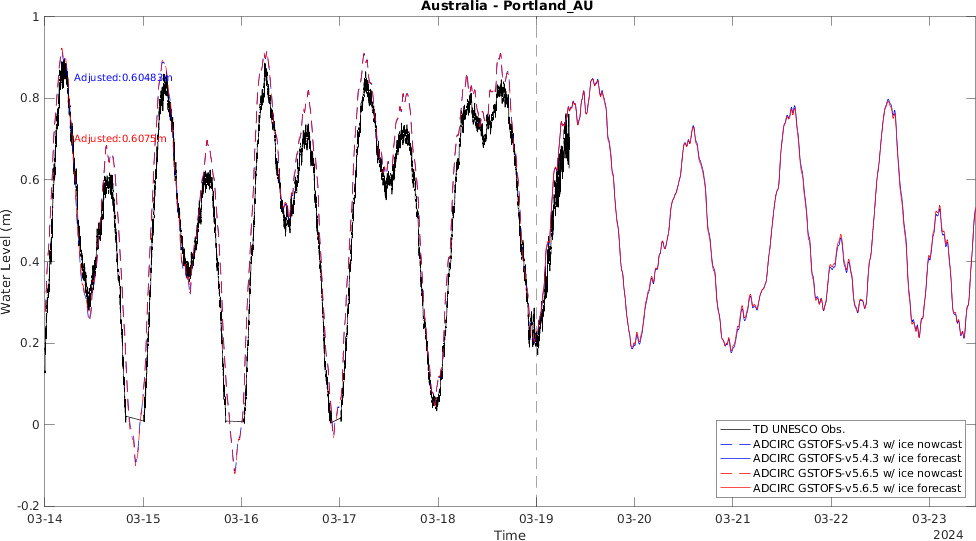 Australia - Portland_AU
1
0.8
0.6
0.4
0.2
0
-0.2
Water Level (m)
Adjusted:0.60483m
Adjusted:0.6075m
TD UNESCO Obs.
ADCIRC GSTOFS-v5.4.3 w/ ice nowcast
ADCIRC GSTOFS-v5.4.3 w/ ice forecast
ADCIRC GSTOFS-v5.6.5 w/ ice nowcast
ADCIRC GSTOFS-v5.6.5 w/ ice forecast
03-14 03-15 03-16 03-17 03-18 03-19 03-20 03-21 03-22 03-23
Time
2024